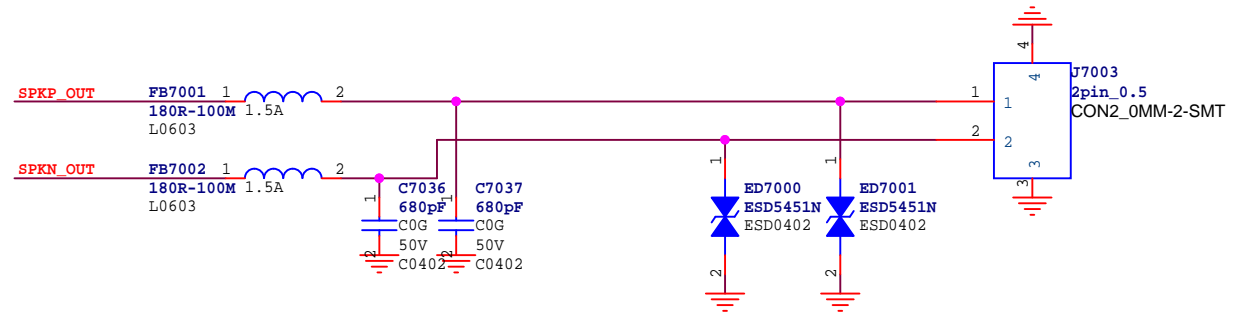 4
4
J7003
SPKP_OUT FB7001 1 2 1 1 2pin_0.5
180R-100M 1.5A CON2_0MM-2-SMT
L0603 2 2
SPKN_OUT FB7002 1 2 1 1 3
180R-100M 1.5A C7036 C7037 ED7000 ED7001 3
L0603 1 680pF 1 680pF ESD5451N ESD5451N
C0G C0G ESD0402 ESD0402
2 50V 2 50V
C0402 C0402 2 2